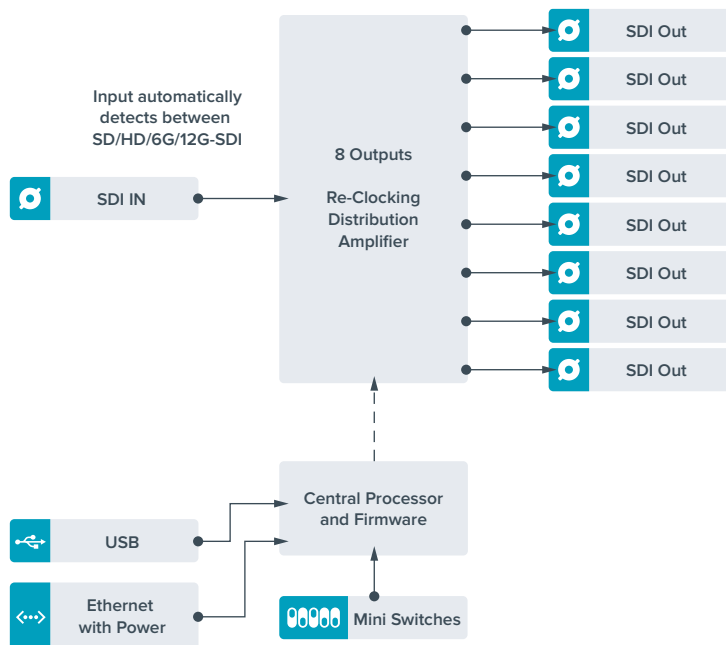 Input automatically
detects between
SD/HD/6G/12G-SDI
SDI IN
8 Outputs
Re-Clocking
Distribution
Amplifier
SDI Out
SDI Out
SDI Out
SDI Out
SDI Out
SDI Out
SDI Out
SDI Out
Central Processor
and Firmware
USB
Ethernet
with Power
Mini Switches